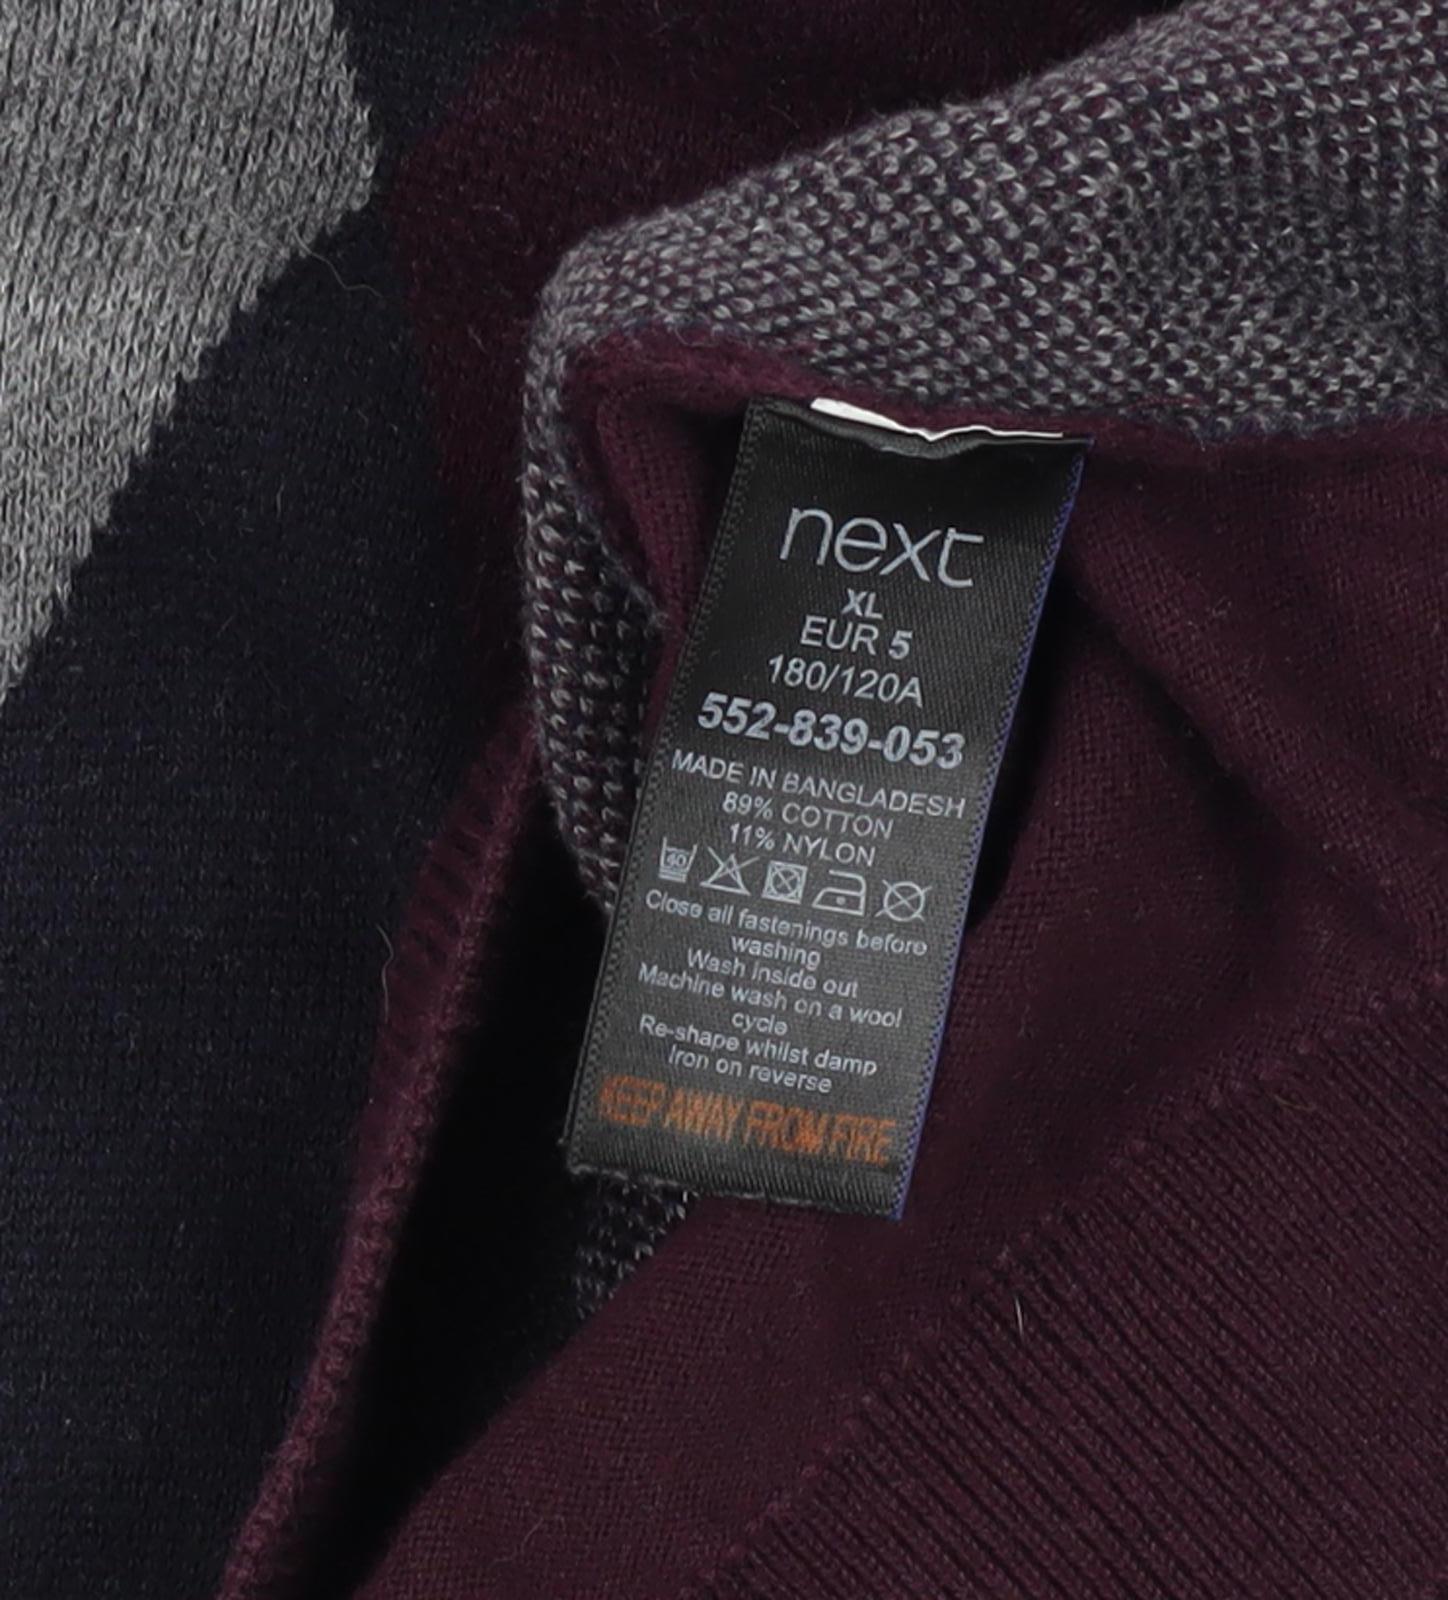 next
XL
EUR 5
180/120A
552-839-053
MADE IN BANGLADESH
89% COTTON
11% NYLON
40
Close all fastenings before
washing
Wash inside out
Machine wash on a wool
cycle
Re-shape whilst damp
Iron on reverse
KEEP AWAY FROM FIRE